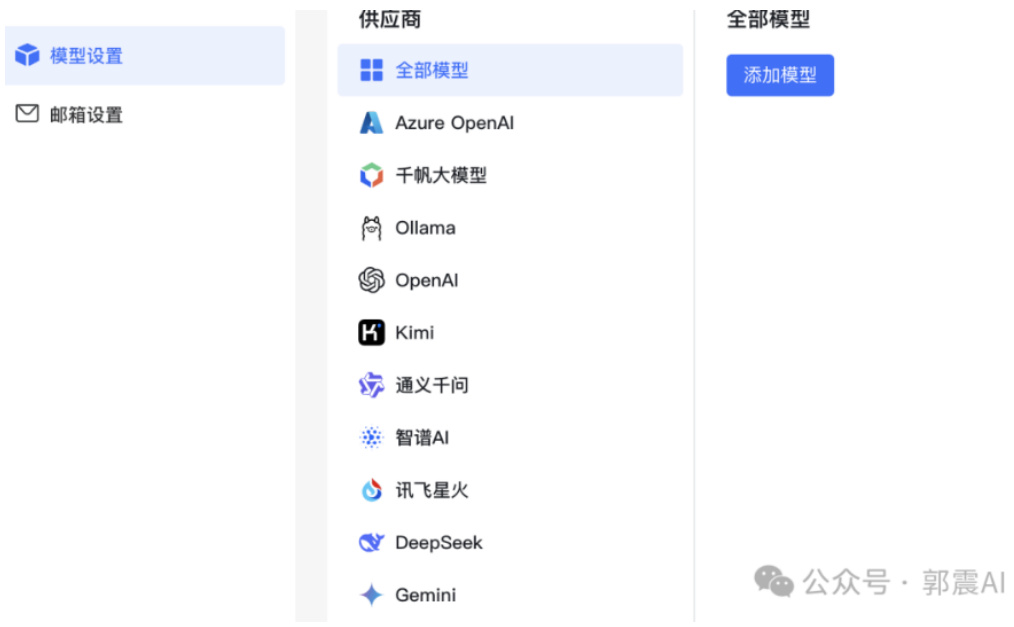 模型设置
邮箱设置
供应商
全部模型
Azure OpenAI
千帆大模型
Ollama
OpenAI
Kimi
通义千问
智谱AI
讯飞星火
DeepSeek
Gemini
全部模型
添加模型
公众号 · 郭震AI